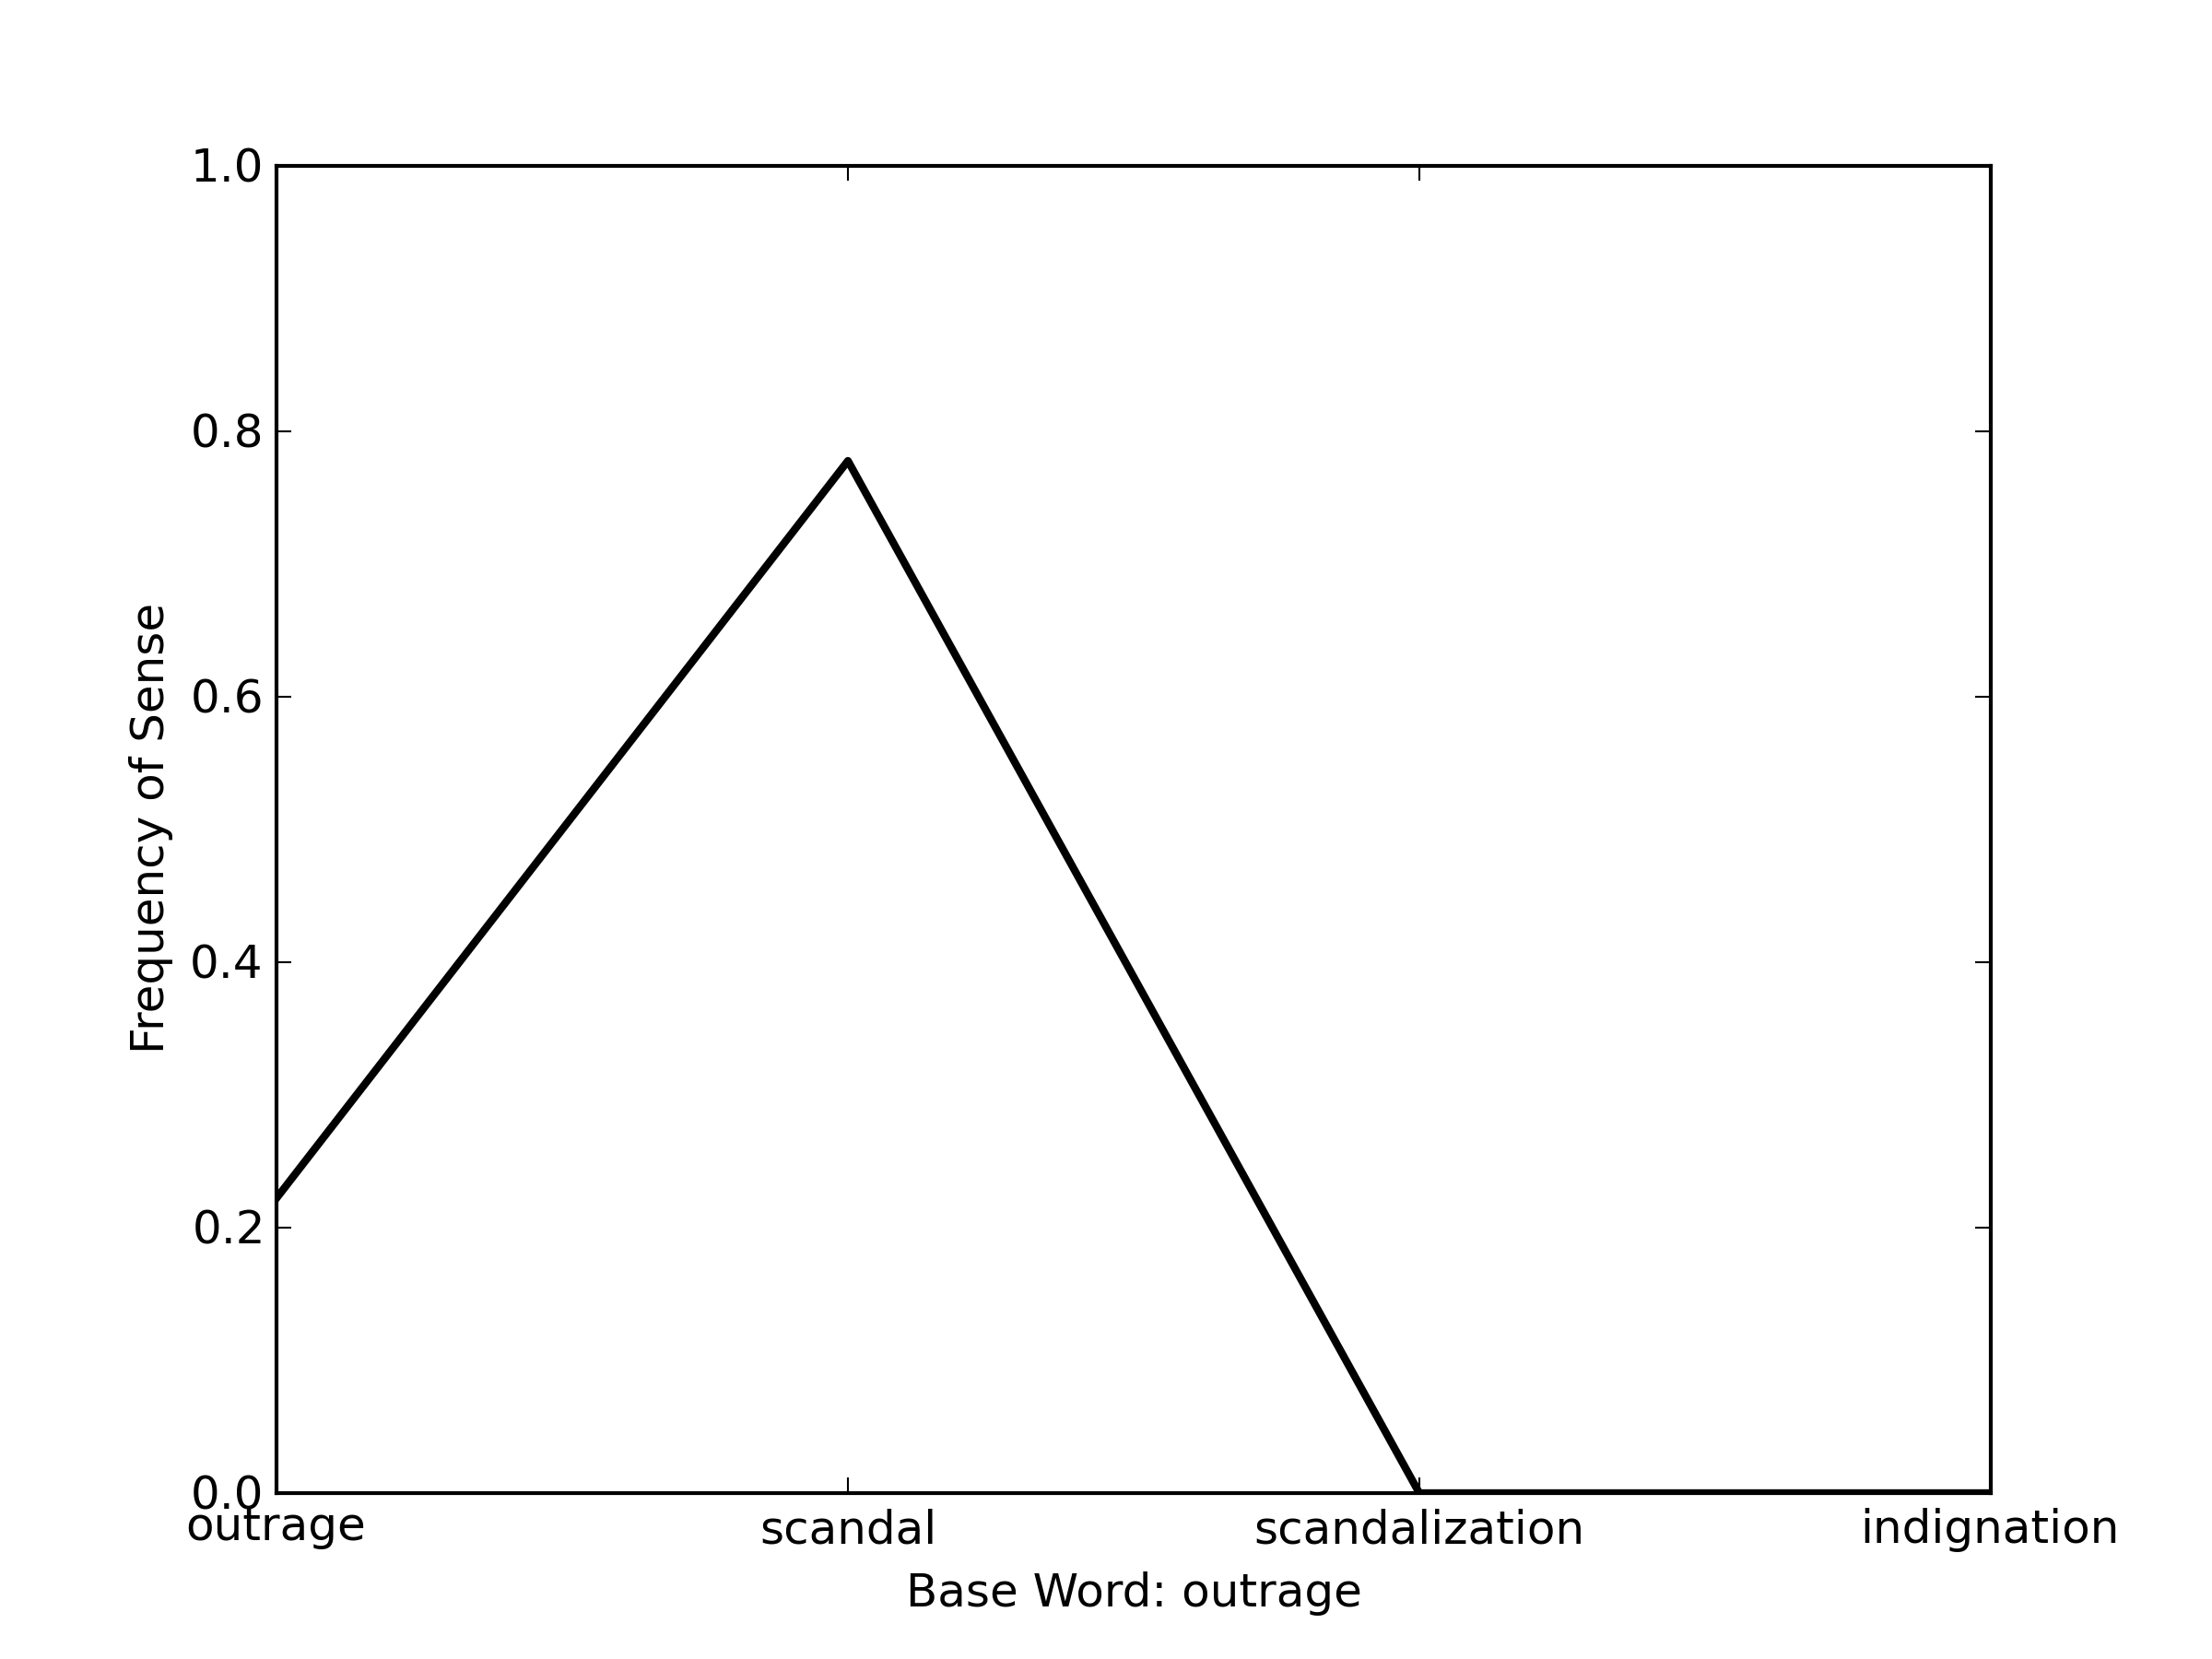 1.0
0.8
0.6
0.4
0.2
0.0
Frequency of Sense
outrage
scandal
scandalization
indignation
Base Word: outrage